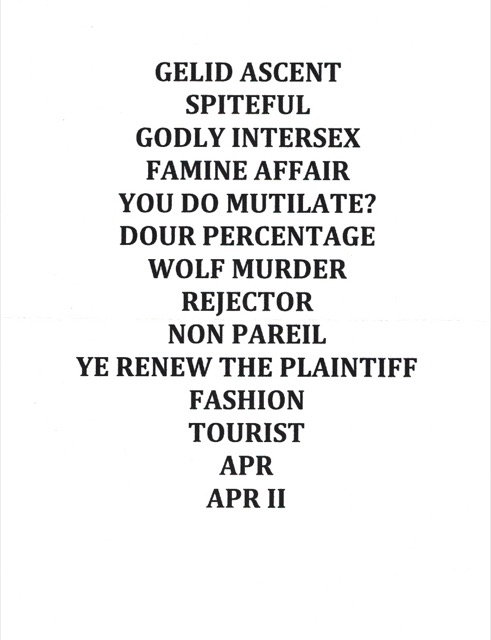 GELID ASCENT
SPITEFUL
GODLY INTERSEX
FAMINE AFFAIR
YOU DO MUTILATE?
DOUR PERCENTAGE
WOLF MURDER
REJECTOR
NON PAREIL
YE RENEW THE PLAINTIFF
FASHION
TOURIST
APR
APR II